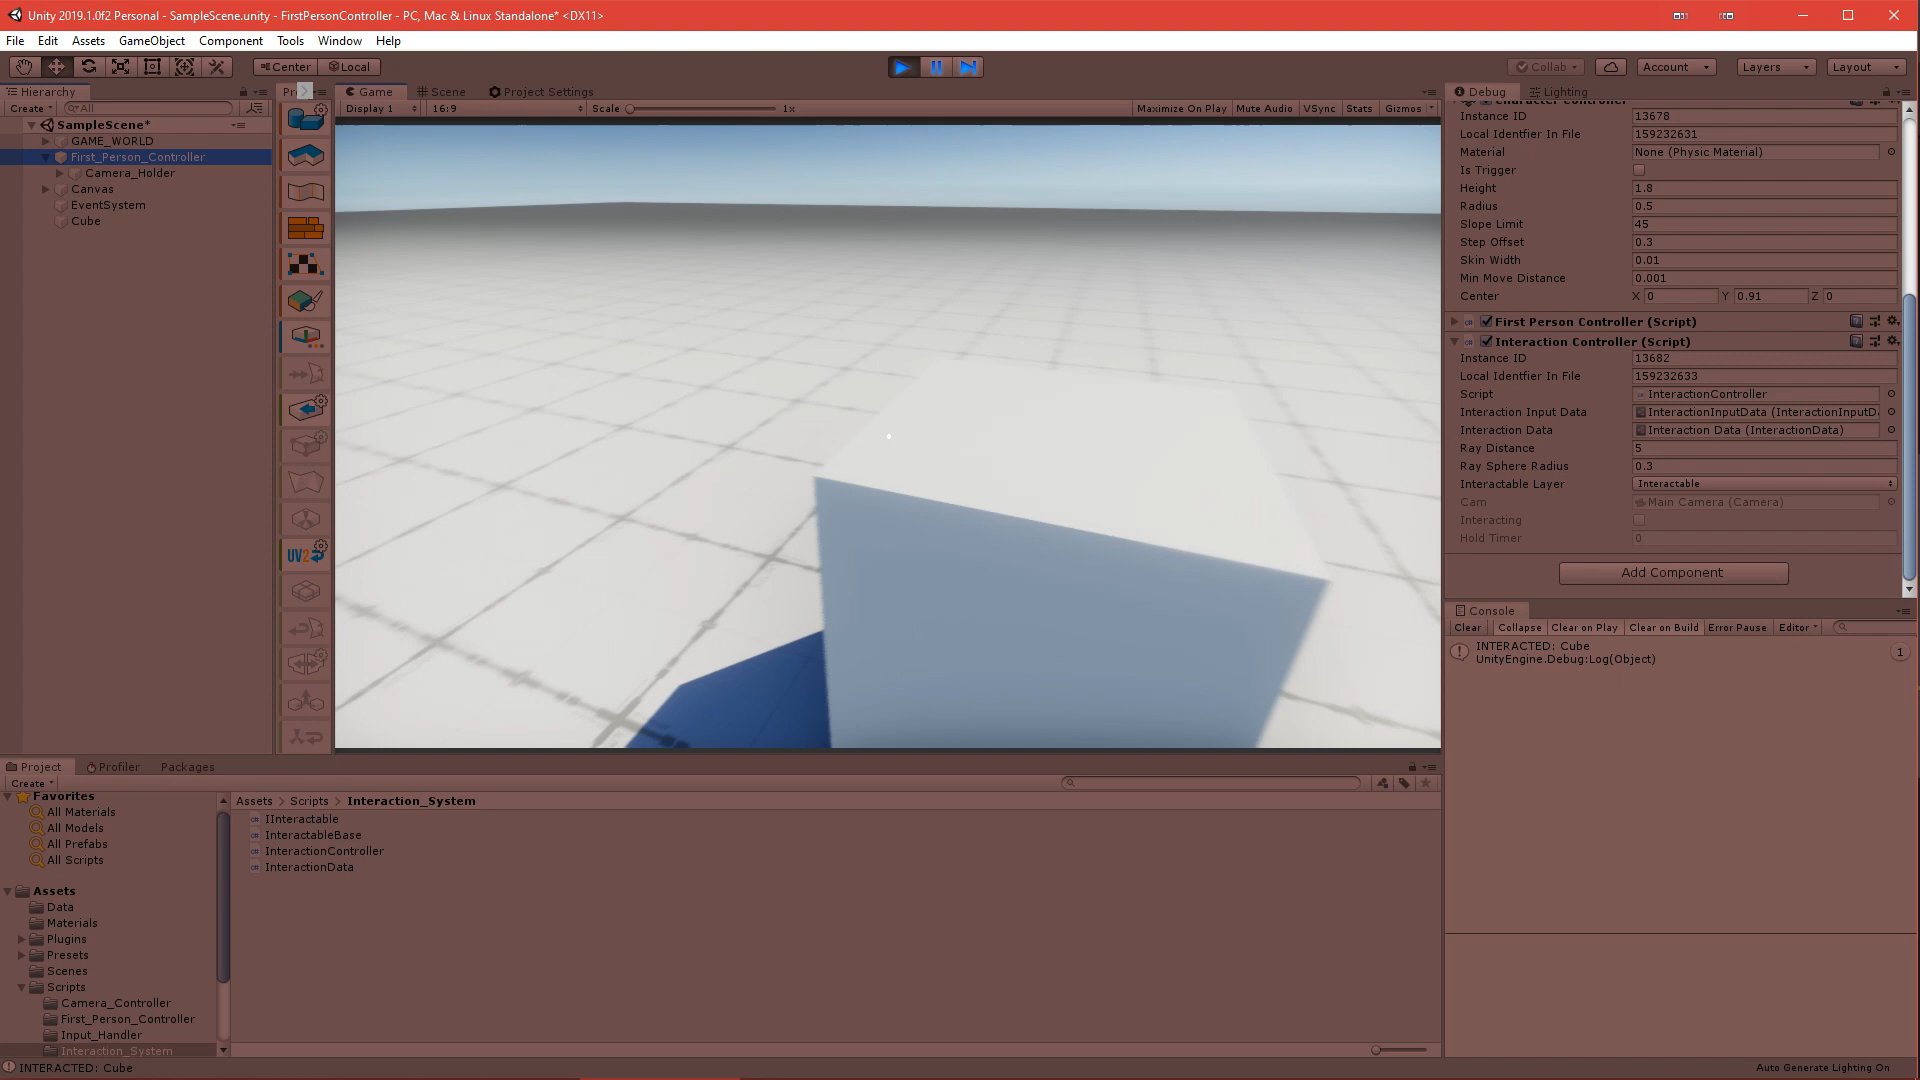 Unity 2019.1.0f2 Personal - SampleScene.unity - FirstPersonController - PC, Mac & Linux Standalone* <DX11>
File Edit Assets GameObject Component Tools Window Help
Center Local
Collab Account Layers Layout
Hierarchy
Create All
SampleScene*
GAME_WORLD
First_Person_Controller
Camera_Holder
Canvas
EventSystem
Cube
Game Scene Project Settings
Display 1 16:9 Scale 1x Maximize On Play Mute Audio VSync Stats Gizmos
UV2
Debug Lighting
Character Controller
Instance ID 13678
Local Identfier In File 159232631
Material None (Physic Material)
Is Trigger
Height 1.8
Radius 0.5
Slope Limit 45
Step Offset 0.3
Skin Width 0.01
Min Move Distance 0.001
Center X 0 Y 0.91 Z 0
First Person Controller (Script)
Interaction Controller (Script)
Instance ID 13682
Local Identfier In File 159232633
Script InteractionController
Interaction Input Data InteractionInputData (InteractionInputD
Interaction Data Interaction Data (InteractionData)
Ray Distance 5
Ray Sphere Radius 0.3
Interactable Layer Interactable
Cam Main Camera (Camera)
Interacting
Hold Timer 0
Add Component
Console
Clear Collapse Clear on Play Clear on Build Error Pause Editor
INTERACTED: Cube
UnityEngine.Debug:Log(Object)
1
Project Profiler Packages
Create
Favorites
All Materials
All Models
All Prefabs
All Scripts
Assets
Data
Materials
Plugins
Presets
Scenes
Scripts
Camera_Controller
First_Person_Controller
Input_Handler
Interaction_System
Assets > Scripts > Interaction_System
IInteractable
InteractableBase
InteractionController
InteractionData
INTERACTED: Cube
Auto Generate Lighting On